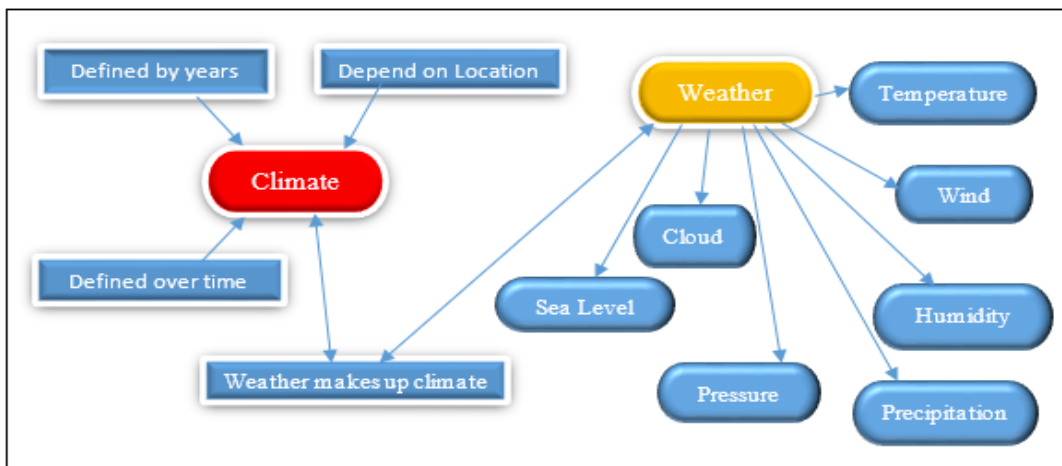 Defined by years
Depend on Location
Weather
Temperature
Climate
Wind
Cloud
Defined over time
Sea Level
Humidity
Weather makes up climate
Pressure
Precipitation